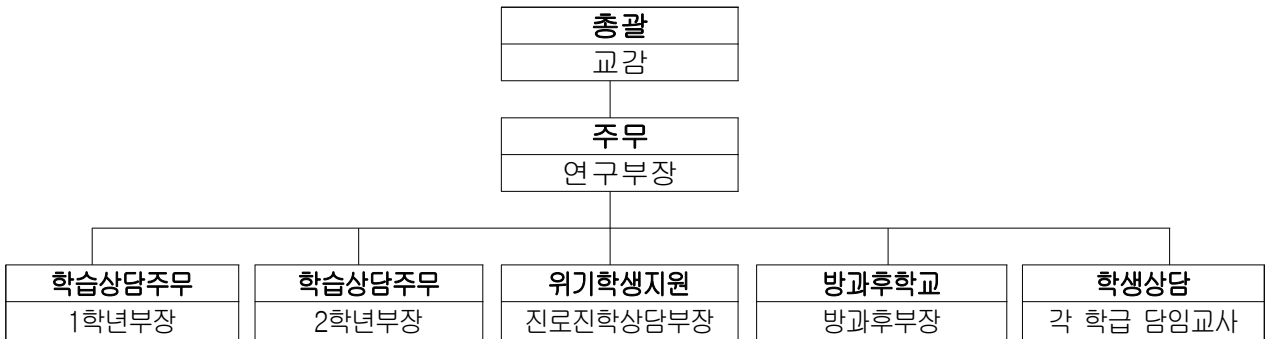 총괄
교감
주무
연구부장
학습상담주무
1학년부장
학습상담주무
2학년부장
위기학생지원
진로진학상담부장
방과후학교
방과후부장
학생상담
각 학급 담임교사